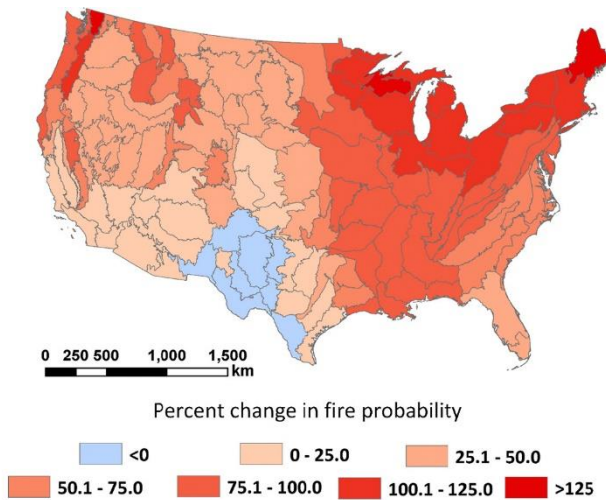 0 250 500 1,000 1,500
km
Percent change in fire probability
<0 0 - 25.0 25.1 - 50.0
50.1 - 75.0 75.1 - 100.0 100.1 - 125.0 >125